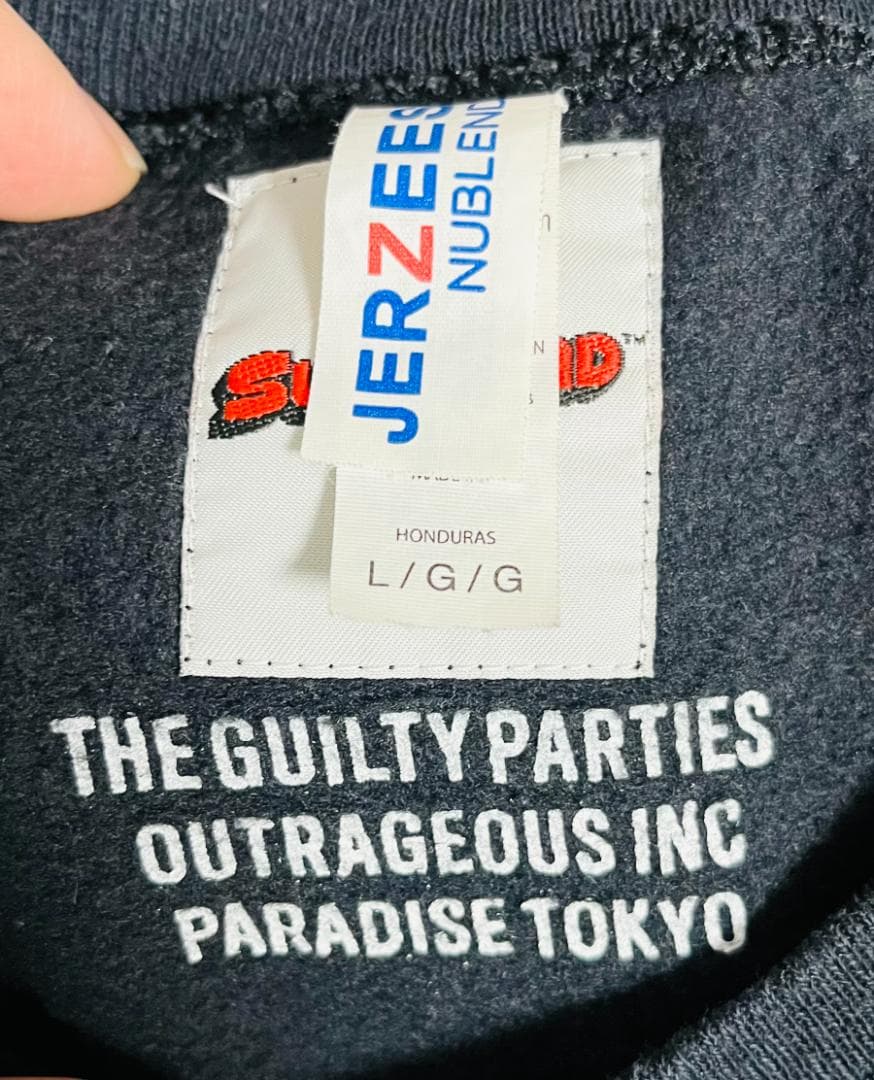 JERZEES
NUBLEND
HONDURAS
L/G/G
THE GUILTY PARTIES
OUTRAGEOUS INC
PARADISE TOKYO